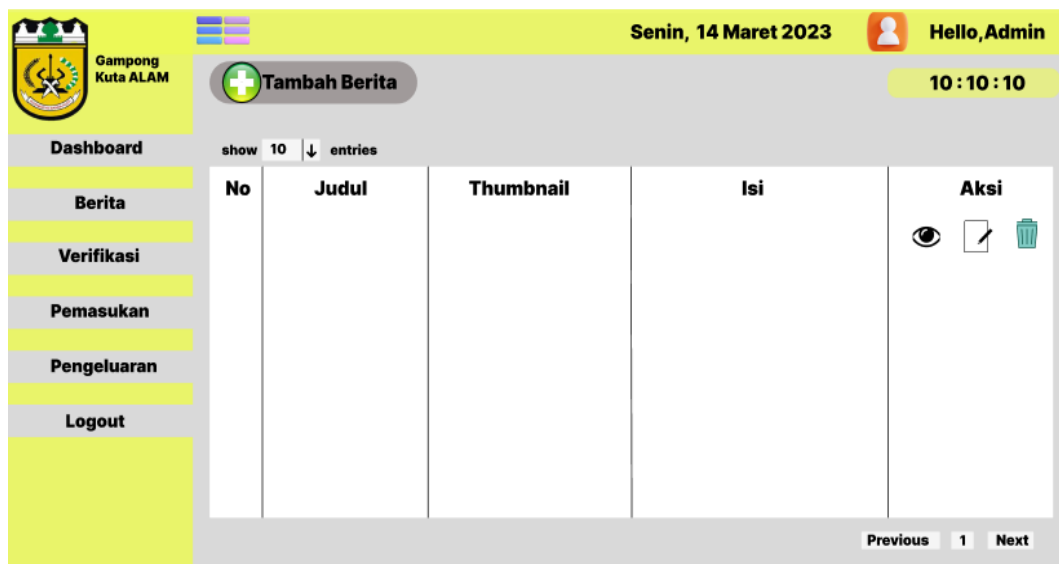 Senin, 14 Maret 2023
Hello,Admin
Gampong
Kuta ALAM
Tambah Berita
10:10:10
Dashboard
Berita
Verifikasi
Pemasukan
Pengeluaran
Logout
show 10 ↓ entries
No Judul Thumbnail Isi Aksi
Previous 1 Next